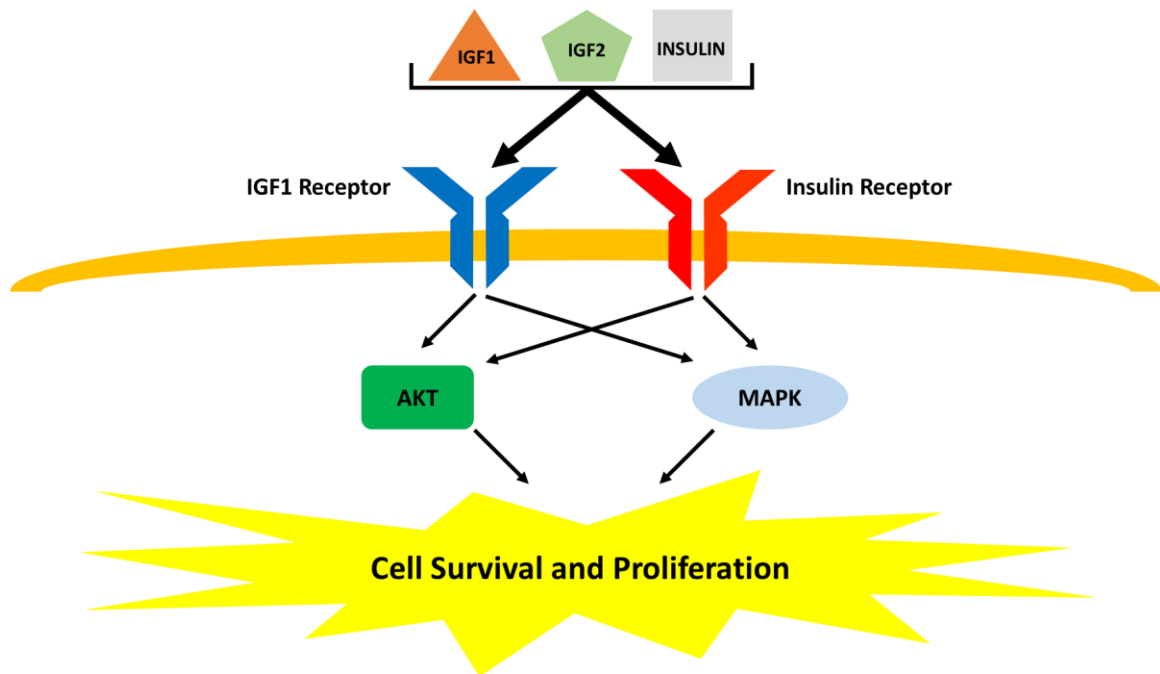 IGF1
IGF2
INSULIN
IGF1 Receptor
Insulin Receptor
AKT
MAPK
Cell Survival and Proliferation